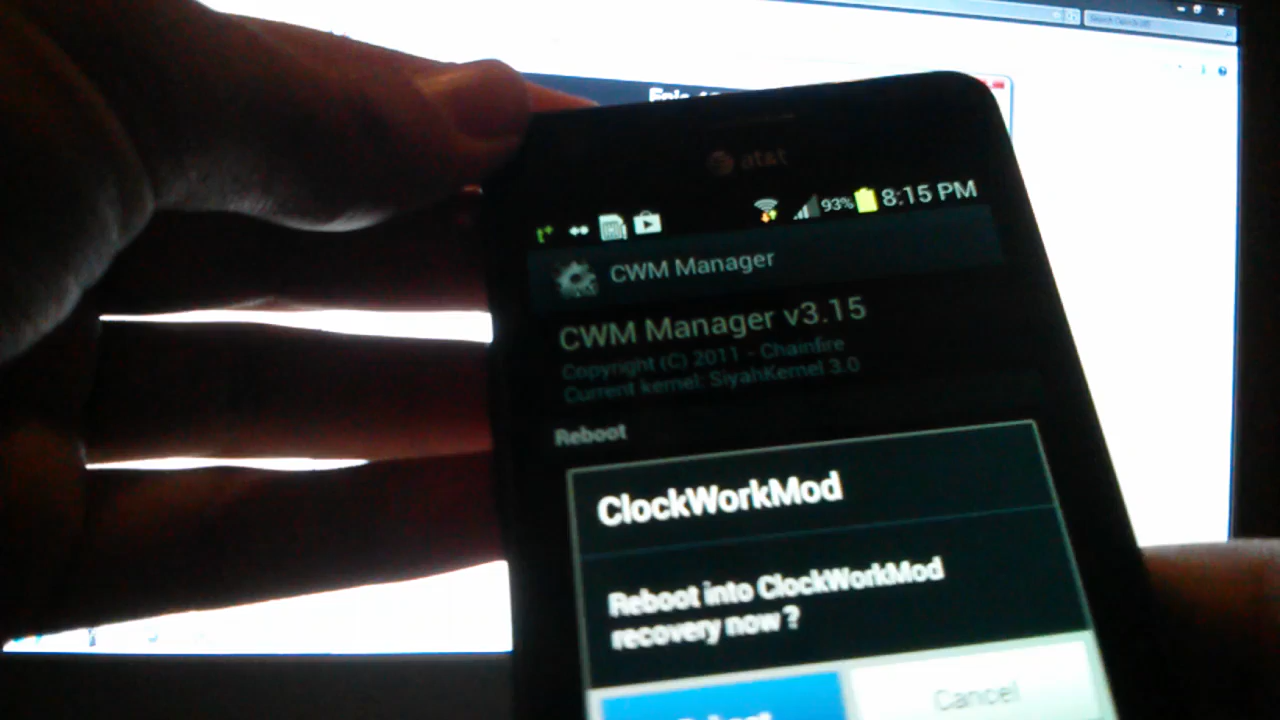 at&t
93% 8:15 PM
CWM Manager
CWM Manager v3.15
Copyright (C) 2011 - Chainfire
Current kernel: SiyahKernel 3.0
Reboot
ClockWorkMod
Reboot into ClockWorkMod
recovery now ?
Cancel